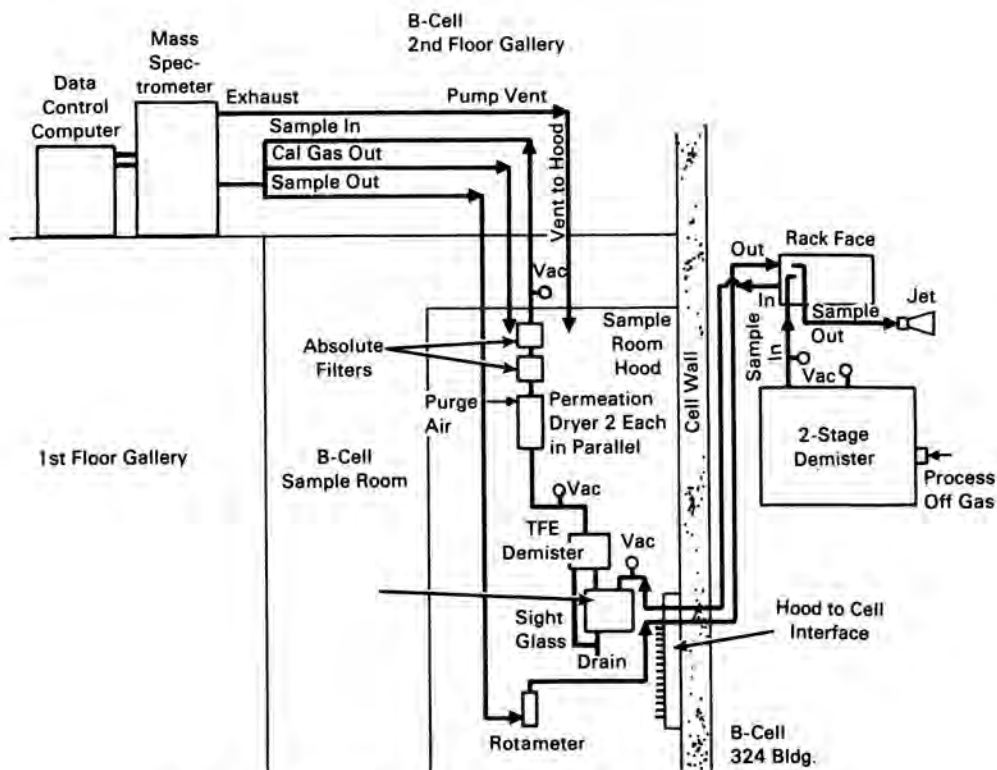 B-Cell
2nd Floor Gallery
Mass
Spec-
trometer
Data
Control
Computer
Exhaust
Pump Vent
Sample In
Cal Gas Out
Sample Out
Vent to Hood
Vac
Out
Rack Face
In
Jet
Sample
Out
Sample
In
Vac
Absolute
Filters
Sample
Room
Hood
Cell Wall
Purge
Air
Permeation
Dryer 2 Each
in Parallel
2-Stage
Demister
Process
Off Gas
1st Floor Gallery
B-Cell
Sample Room
Vac
TFE
Demister
Vac
Sight
Glass
Drain
Hood to Cell
Interface
Rotameter
B-Cell
324 Bldg.